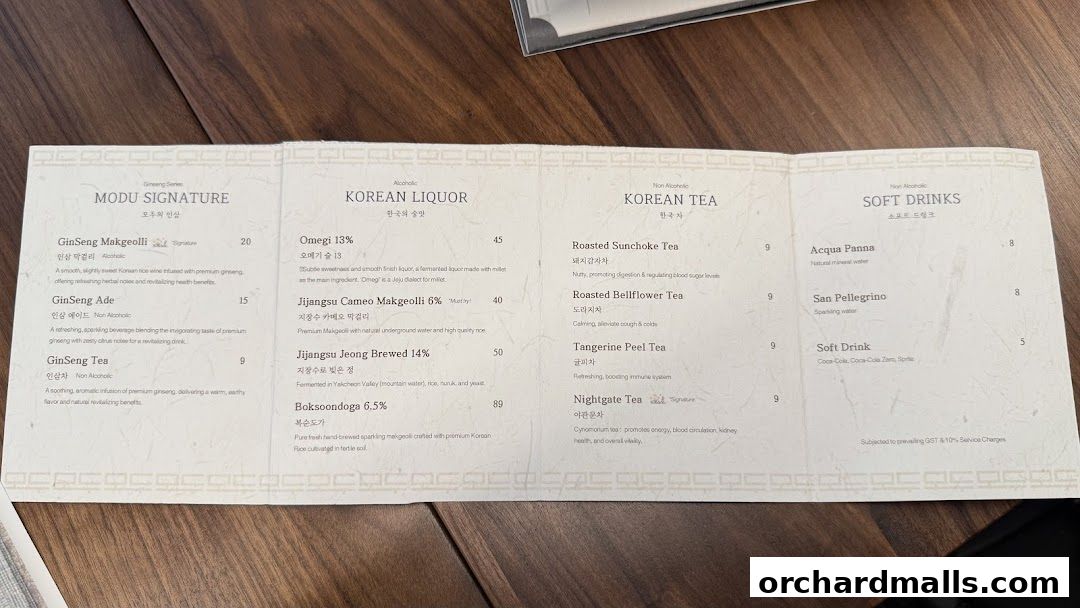 Ginseng Series
MODU SIGNATURE
모두의 인삼
GinSeng Makgeolli *Signature 20
인삼 막걸리 Alcoholic
A smooth, slightly sweet Korean rice wine infused with premium ginseng,
offering refreshing herbal notes and revitalizing health benefits.
GinSeng Ade 15
인삼 에이드 Non Alcoholic
A refreshing, sparkling beverage blending the invigorating taste of premium
ginseng with zesty citrus notes for a revitalizing drink.
GinSeng Tea 9
인삼차 Non Alcoholic
A soothing, aromatic infusion of premium ginseng, delivering a warm, earthy
flavor and natural revitalizing benefits.
Alcoholic
KOREAN LIQUOR
한국의 술맛
Omegi 13% 45
오메기 술 13
Subtle sweetness and smooth finish liquor, a fermented liquor made with millet
as the main ingredient. 'Omegi' is a Jeju dialect for millet.
Jijangsu Cameo Makgeolli 6% *Must try! 40
지장수 카메오 막걸리
Premium Makgeolli with natural underground water and high quality rice.
Jijangsu Jeong Brewed 14% 50
지장수로 빚은 정
Fermented in Yakcheon Valley (mountain water), rice, nuruk, and yeast.
Boksoondoga 6.5% 89
복순도가
Pure fresh hand-brewed sparkling makgeolli crafted with premium Korean
Rice cultivated in fertile soil.
Non Alcoholic
KOREAN TEA
한국 차
Roasted Sunchoke Tea 9
돼지감자차
Nutty, promoting digestion & regulating blood sugar levels
Roasted Bellflower Tea 9
도라지차
Calming, alleviate cough & colds
Tangerine Peel Tea 9
귤피차
Refreshing, boosting immune system
Nightgate Tea *Signature 9
야관문차
Cynomorium tea: promotes energy, blood circulation, kidney
health, and overall vitality.
Non Alcoholic
SOFT DRINKS
소프트 드링크
Acqua Panna 8
Natural mineral water
San Pellegrino 8
Sparkling water
Soft Drink 5
Coca-Cola, Coca-Cola Zero, Sprite
Subjected to prevailing GST & 10% Service Charges
orchardmalls.com